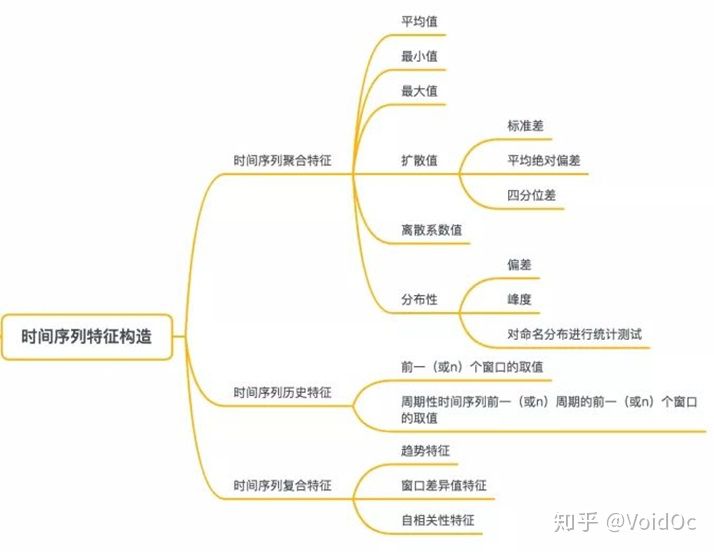 时间序列特征构造
时间序列聚合特征
平均值
最小值
最大值
扩散值
标准差
平均绝对偏差
四分位差
离散系数值
分布性
偏差
峰度
对命名分布进行统计测试
时间序列历史特征
前一（或n）个窗口的取值
周期性时间序列前一（或n）周期的前一（或n）个窗口
的取值
时间序列复合特征
趋势特征
窗口差异值特征
自相关性特征
知乎 @VoidOc